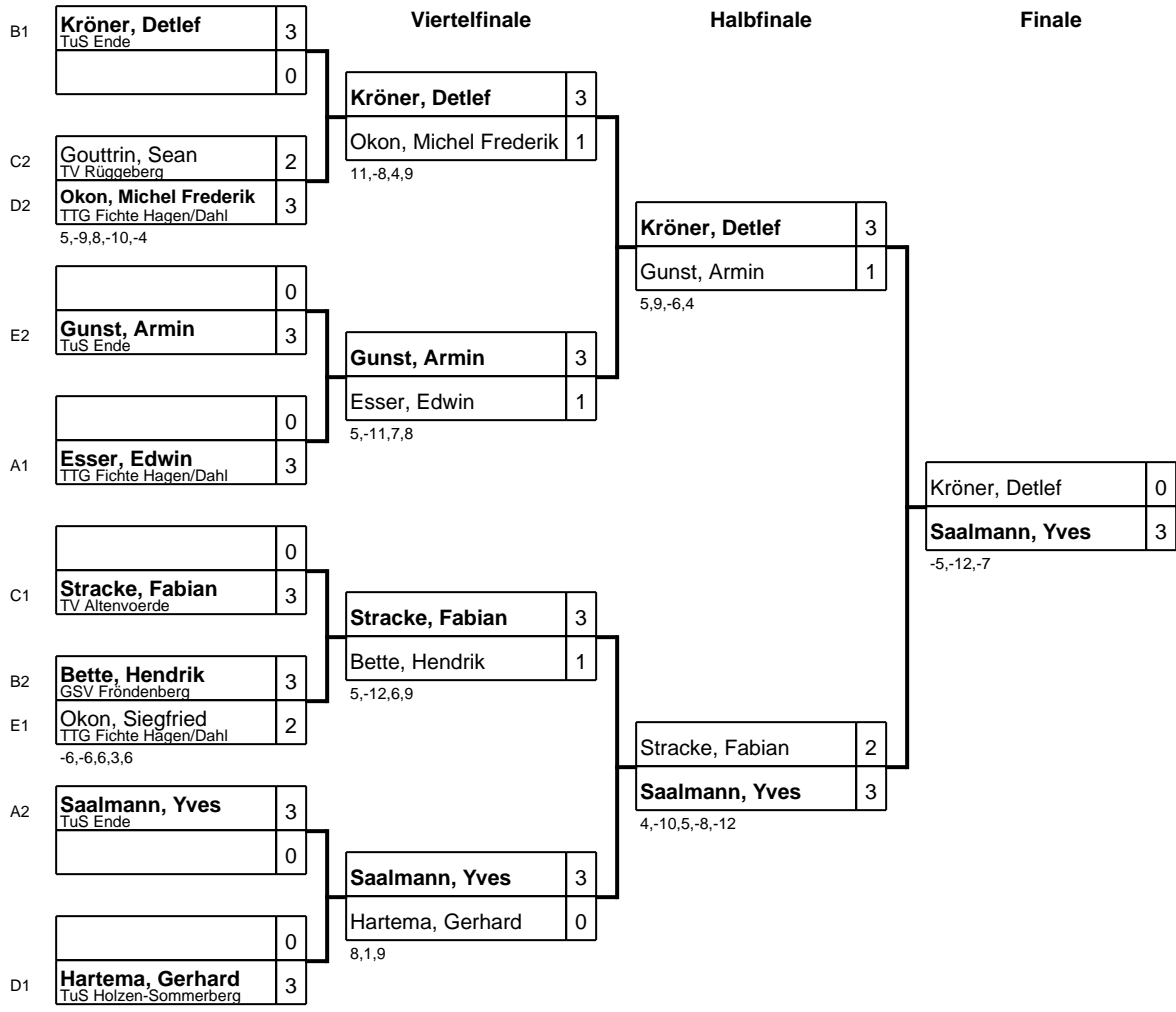 Viertelfinale Halbfinale Finale
B1 Kröner, Detlef 3
TuS Ende
0
C2 Gouttrin, Sean 2
TV Rüggeberg
D2 Okon, Michel Frederik 3
TTG Fichte Hagen/Dahl
5,-9,8,-10,-4
0
E2 Gunst, Armin 3
TuS Ende
0
A1 Esser, Edwin 3
TTG Fichte Hagen/Dahl
0
C1 Stracke, Fabian 3
TV Altenvoerde
B2 Bette, Hendrik 3
GSV Fröndenberg
E1 Okon, Siegfried 2
TTG Fichte Hagen/Dahl
-6,-6,6,3,6
A2 Saalmann, Yves 3
TuS Ende
0
0
D1 Hartema, Gerhard 3
TuS Holzen-Sommerberg
Kröner, Detlef 3
Okon, Michel Frederik 1
11,-8,4,9
Gunst, Armin 3
Esser, Edwin 1
5,-11,7,8
Stracke, Fabian 3
Bette, Hendrik 1
5,-12,6,9
Saalmann, Yves 3
Hartema, Gerhard 0
8,1,9
Kröner, Detlef 3
Gunst, Armin 1
5,9,-6,4
Stracke, Fabian 2
Saalmann, Yves 3
4,-10,5,-8,-12
Kröner, Detlef 0
Saalmann, Yves 3
-5,-12,-7